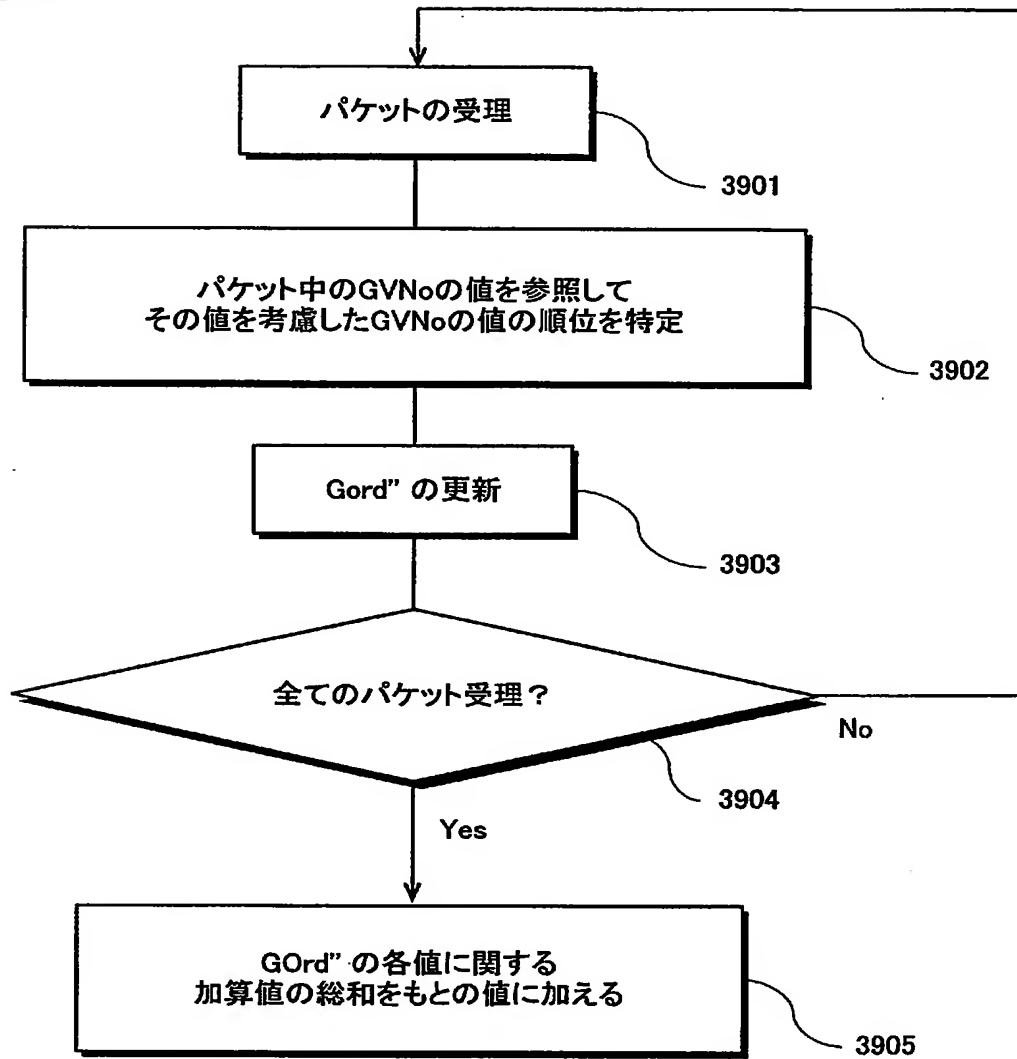 パケットの受理
3901
パケット中のGVNoの値を参照して
その値を考慮したGVNoの値の順位を特定
3902
Gord” の更新
3903
全てのパケット受理？
No
3904
Yes
GOrd” の各値に関する
加算値の総和をもとの値に加える
3905